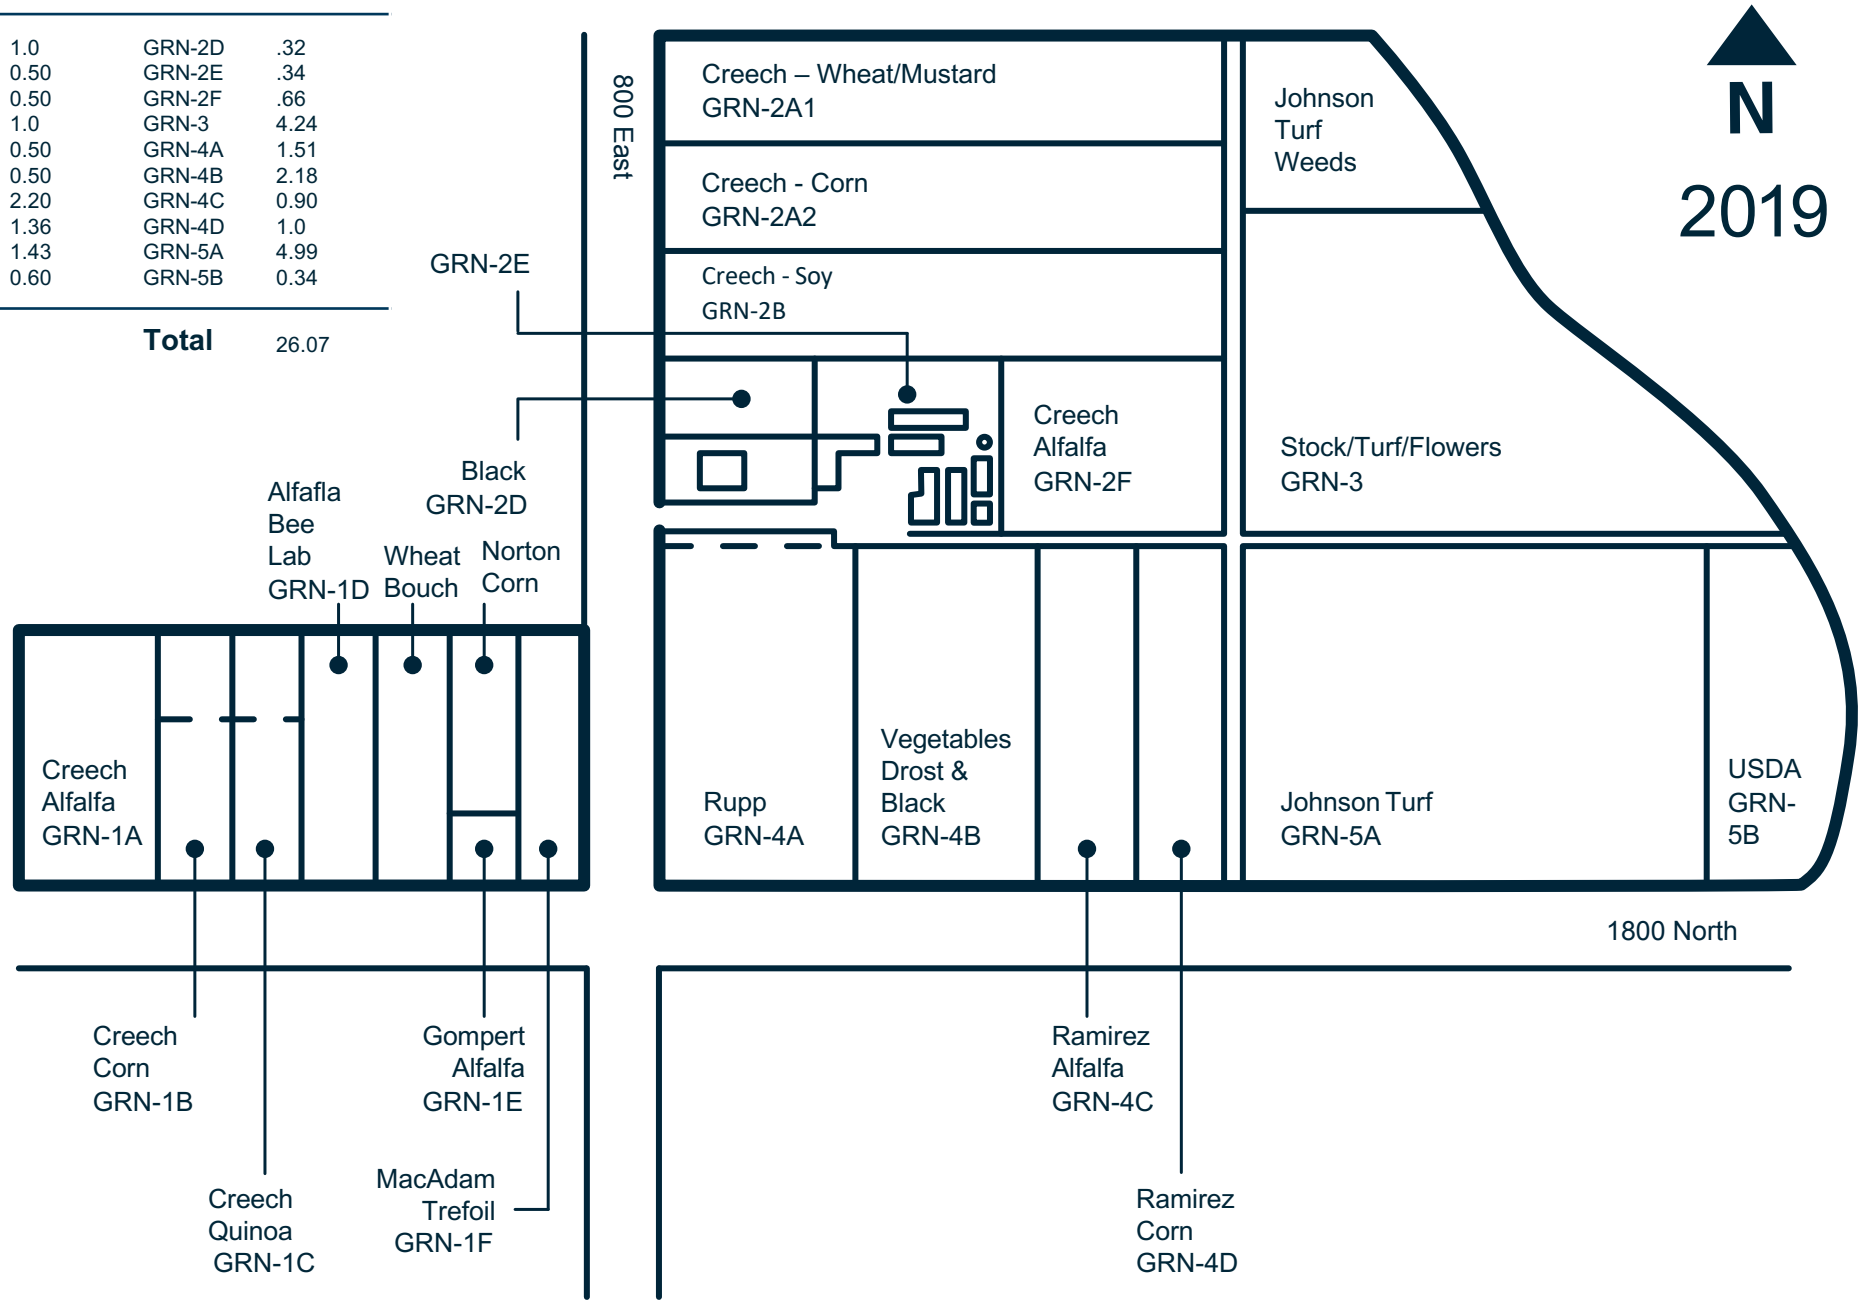 1.0 GRN-2D .32
0.50 GRN-2E .34
0.50 GRN-2F .66
1.0 GRN-3 4.24
0.50 GRN-4A 1.51
0.50 GRN-4B 2.18
2.20 GRN-4C 0.90
1.36 GRN-4D 1.0
1.43 GRN-5A 4.99
0.60 GRN-5B 0.34
Total 26.07
800 East
N
2019
Creech – Wheat/Mustard
GRN-2A1
Creech - Corn
GRN-2A2
Creech - Soy
GRN-2B
Johnson
Turf
Weeds
GRN-2E
Black
GRN-2D
Creech
Alfalfa
GRN-2F
Stock/Turf/Flowers
GRN-3
Alfafla
Bee
Lab
GRN-1D
Wheat
Bouch
Norton
Corn
Creech
Alfalfa
GRN-1A
Rupp
GRN-4A
Vegetables
Drost &
Black
GRN-4B
Johnson Turf
GRN-5A
USDA
GRN-
5B
1800 North
Creech
Corn
GRN-1B
Creech
Quinoa
GRN-1C
Gompert
Alfalfa
GRN-1E
MacAdam
Trefoil
GRN-1F
Ramirez
Alfalfa
GRN-4C
Ramirez
Corn
GRN-4D